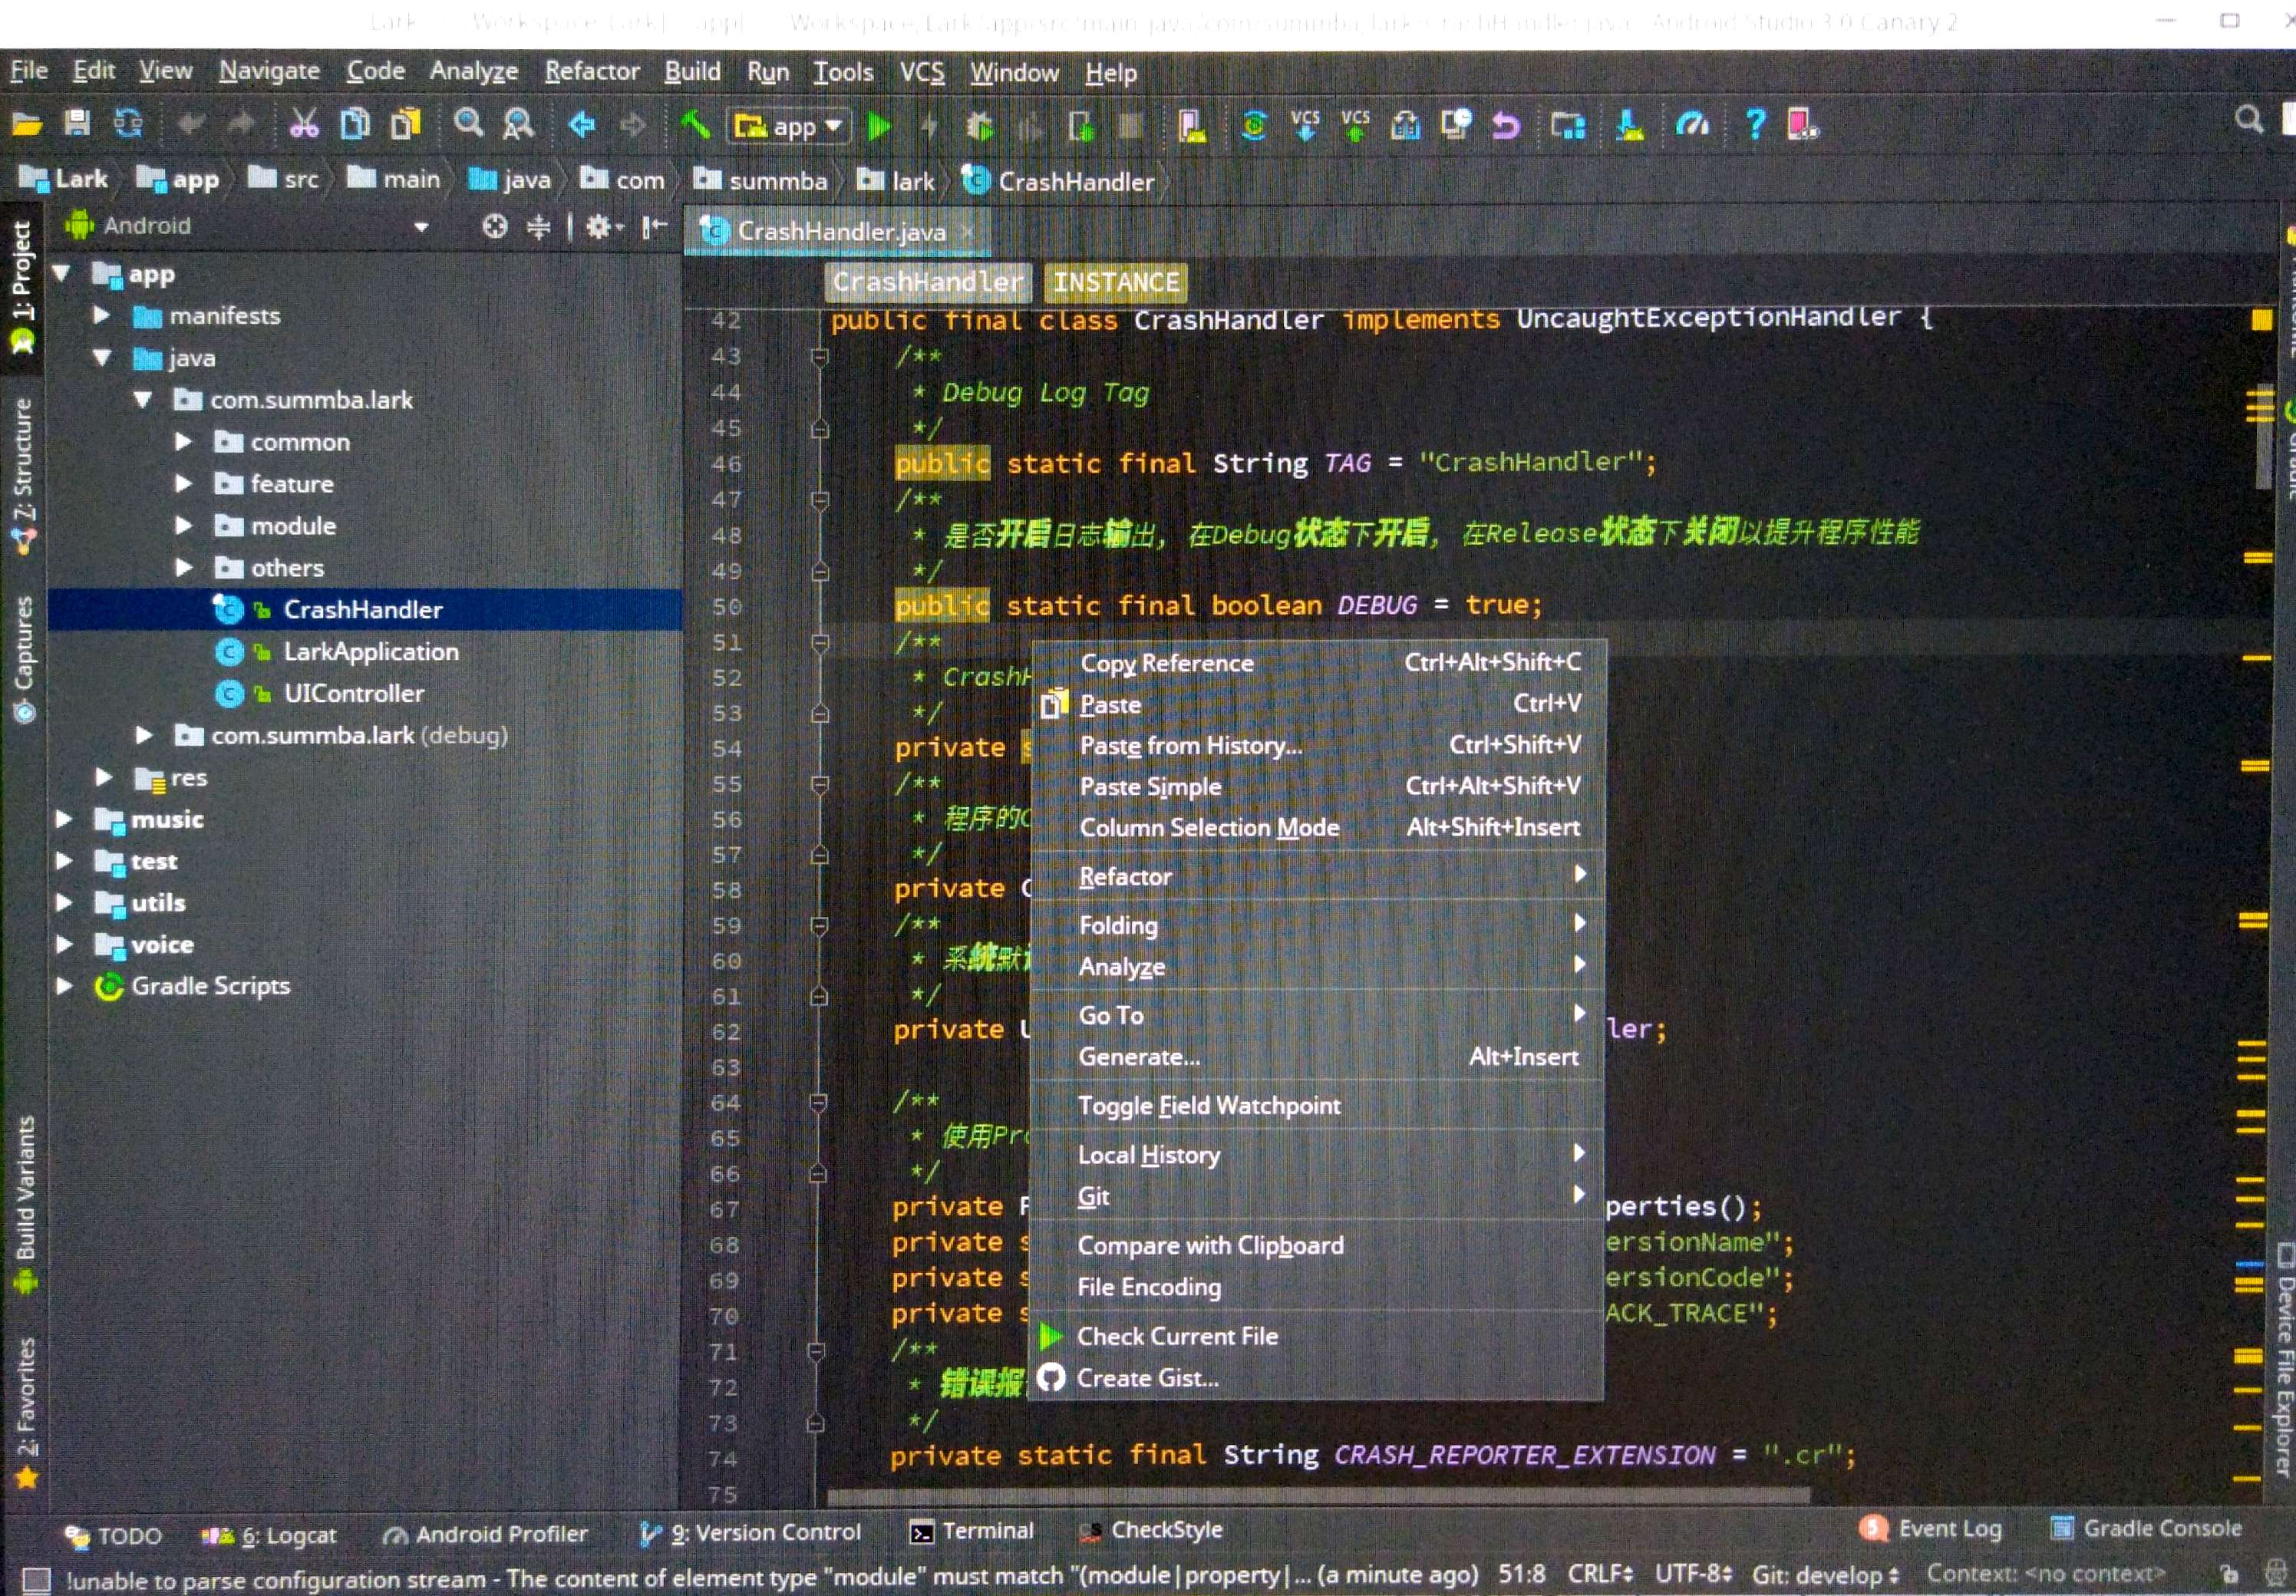 Lark Workspace Lark app Workspace Lark app src main java com summba lark CrashHandler.java Android Studio 3.0 Canary 2
File Edit View Navigate Code Analyze Refactor Build Run Tools VCS Window Help
app VCS VCS
Lark app src main java com summba lark CrashHandler
1: Project
7: Structure
Captures
Build Variants
2: Favorites
Android
app
manifests
java
com.summba.lark
common
feature
module
others
CrashHandler
LarkApplication
UIController
com.summba.lark (debug)
res
music
test
utils
voice
Gradle Scripts
CrashHandler.java
CrashHandler INSTANCE
42 public final class CrashHandler implements UncaughtExceptionHandler {
43 /**
44 * Debug Log Tag
45 */
46 public static final String TAG = "CrashHandler";
47 /**
48 * 是否开启日志输出, 在Debug状态下开启, 在Release状态下关闭以提升程序性能
49 */
50 public static final boolean DEBUG = true;
51 /**
52 * CrashH
53 */
54 private s
55 /**
56 * 程序的C
57 */
58 private C
59 /**
60 * 系统默
61 */
62 private U ler;
63
64 /**
65 * 使用Pro
66 */
67 private P perties();
68 private s ersionName";
69 private s ersionCode";
70 private s ACK_TRACE";
71 /**
72 * 错误报
73 */
74 private static final String CRASH_REPORTER_EXTENSION = ".cr";
75
Copy Reference Ctrl+Alt+Shift+C
Paste Ctrl+V
Paste from History... Ctrl+Shift+V
Paste Simple Ctrl+Alt+Shift+V
Column Selection Mode Alt+Shift+Insert
Refactor
Folding
Analyze
Go To
Generate... Alt+Insert
Toggle Field Watchpoint
Local History
Git
Compare with Clipboard
File Encoding
Check Current File
Create Gist...
Device File Explorer
TODO 6: Logcat Android Profiler 9: Version Control Terminal CheckStyle 5 Event Log Gradle Console
!unable to parse configuration stream - The content of element type "module" must match "(module|property|... (a minute ago) 51:8 CRLF UTF-8 Git: develop Context: <no context>